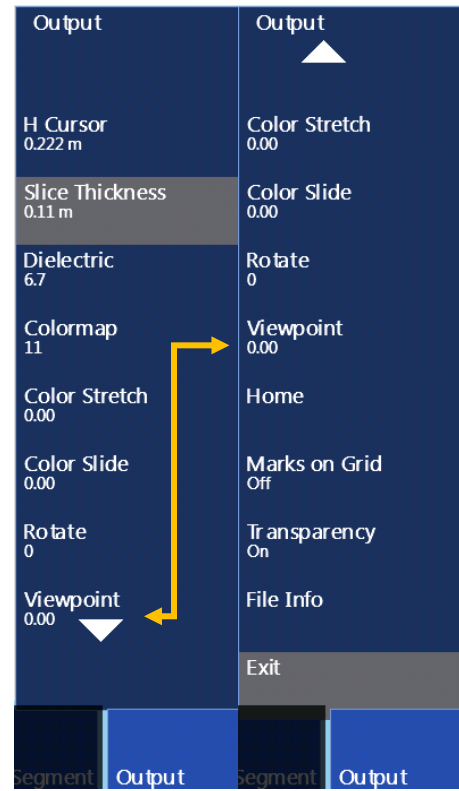 Output
H Cursor
0.222 m
Slice Thickness
0.11 m
Dielectric
6.7
Colormap
11
Color Stretch
0.00
Color Slide
0.00
Rotate
0
Viewpoint
0.00
Segment
Output
Output
Color Stretch
0.00
Color Slide
0.00
Rotate
0
Viewpoint
0.00
Home
Marks on Grid
Off
Transparency
On
File Info
Exit
Segment
Output